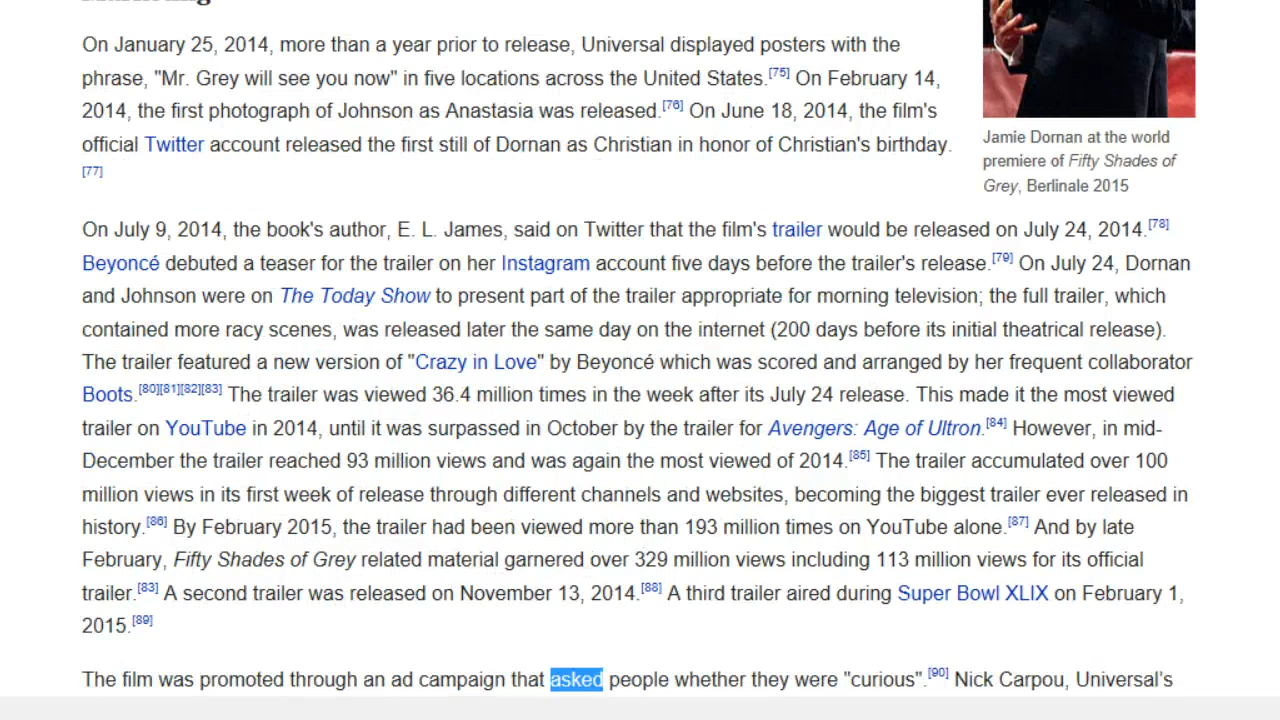 On January 25, 2014, more than a year prior to release, Universal displayed posters with the
phrase, "Mr. Grey will see you now" in five locations across the United States.[75] On February 14,
2014, the first photograph of Johnson as Anastasia was released.[76] On June 18, 2014, the film's
official Twitter account released the first still of Dornan as Christian in honor of Christian's birthday.
[77]
Jamie Dornan at the world
premiere of Fifty Shades of
Grey, Berlinale 2015
On July 9, 2014, the book's author, E. L. James, said on Twitter that the film's trailer would be released on July 24, 2014.[78]
Beyoncé debuted a teaser for the trailer on her Instagram account five days before the trailer's release.[79] On July 24, Dornan
and Johnson were on The Today Show to present part of the trailer appropriate for morning television; the full trailer, which
contained more racy scenes, was released later the same day on the internet (200 days before its initial theatrical release).
The trailer featured a new version of "Crazy in Love" by Beyoncé which was scored and arranged by her frequent collaborator
Boots.[80][81][82][83] The trailer was viewed 36.4 million times in the week after its July 24 release. This made it the most viewed
trailer on YouTube in 2014, until it was surpassed in October by the trailer for Avengers: Age of Ultron.[84] However, in mid-
December the trailer reached 93 million views and was again the most viewed of 2014.[85] The trailer accumulated over 100
million views in its first week of release through different channels and websites, becoming the biggest trailer ever released in
history.[86] By February 2015, the trailer had been viewed more than 193 million times on YouTube alone.[87] And by late
February, Fifty Shades of Grey related material garnered over 329 million views including 113 million views for its official
trailer.[83] A second trailer was released on November 13, 2014.[88] A third trailer aired during Super Bowl XLIX on February 1,
2015.[89]
The film was promoted through an ad campaign that asked people whether they were "curious".[90] Nick Carpou, Universal's